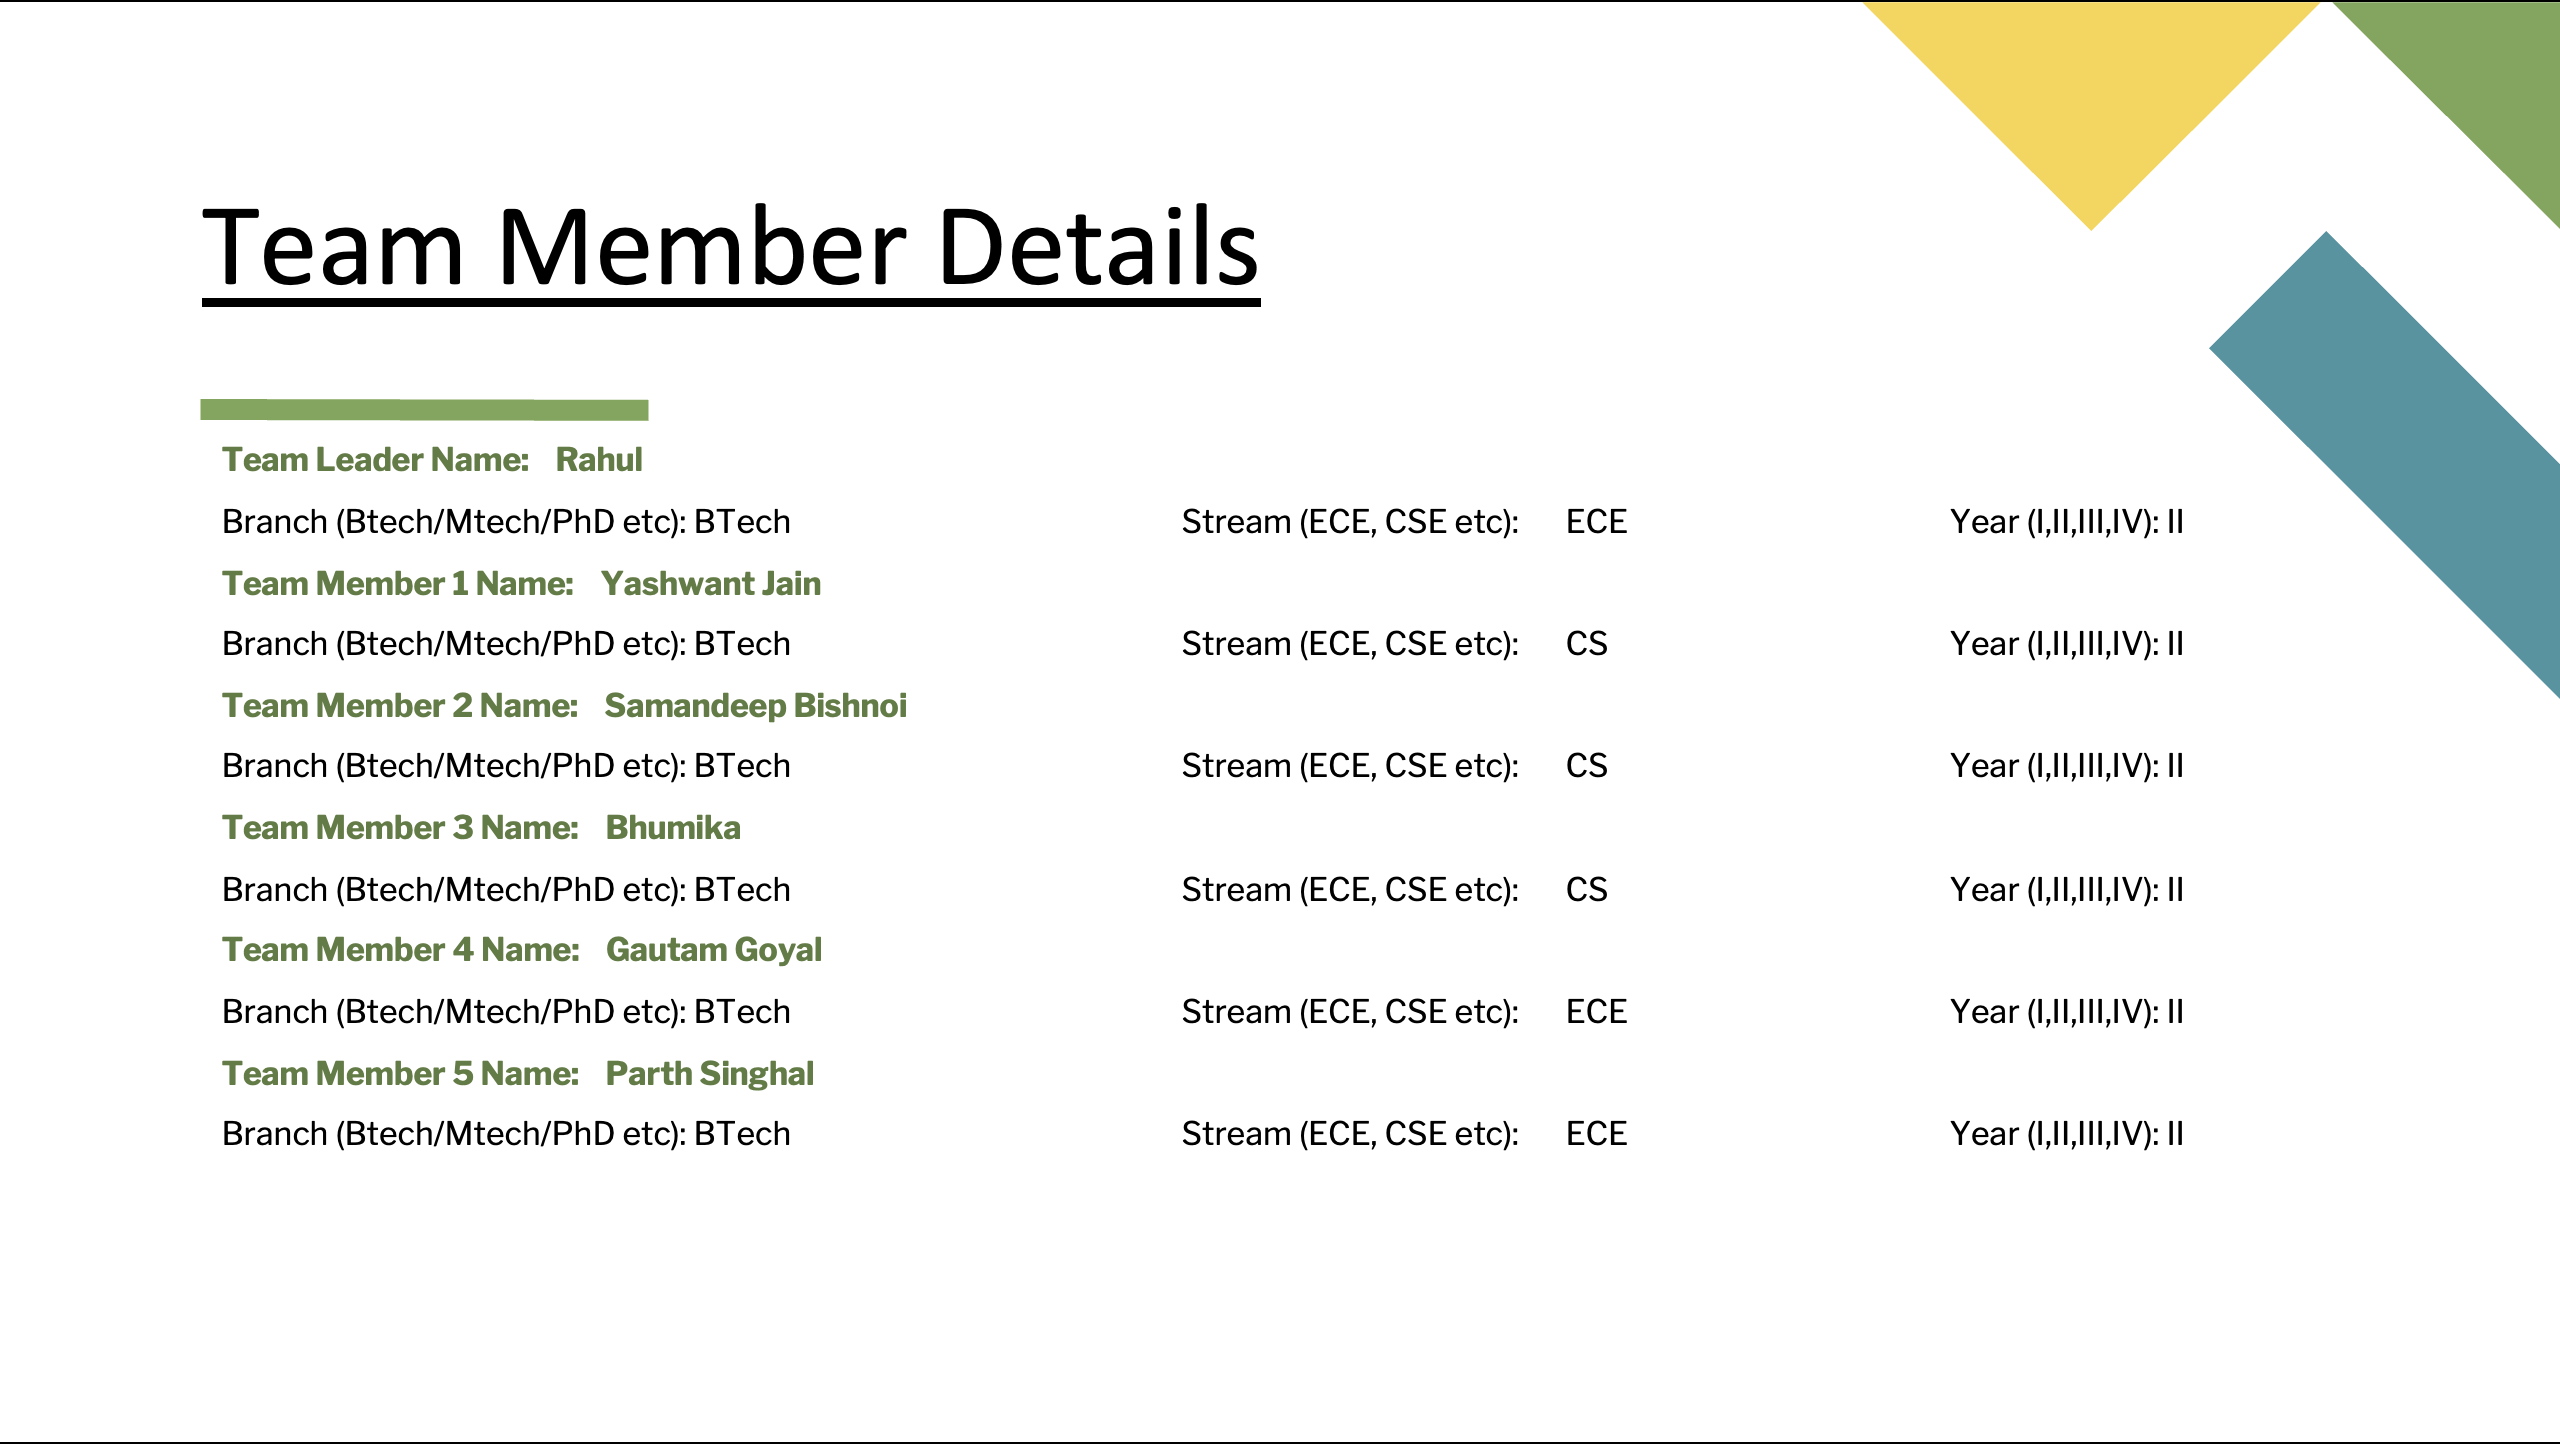 Team Member Details
Team Leader Name: Rahul
Branch (Btech/Mtech/PhD etc): BTech Stream (ECE, CSE etc): ECE Year (I,II,III,IV): II
Team Member 1 Name: Yashwant Jain
Branch (Btech/Mtech/PhD etc): BTech Stream (ECE, CSE etc): CS Year (I,II,III,IV): II
Team Member 2 Name: Samandeep Bishnoi
Branch (Btech/Mtech/PhD etc): BTech Stream (ECE, CSE etc): CS Year (I,II,III,IV): II
Team Member 3 Name: Bhumika
Branch (Btech/Mtech/PhD etc): BTech Stream (ECE, CSE etc): CS Year (I,II,III,IV): II
Team Member 4 Name: Gautam Goyal
Branch (Btech/Mtech/PhD etc): BTech Stream (ECE, CSE etc): ECE Year (I,II,III,IV): II
Team Member 5 Name: Parth Singhal
Branch (Btech/Mtech/PhD etc): BTech Stream (ECE, CSE etc): ECE Year (I,II,III,IV): II